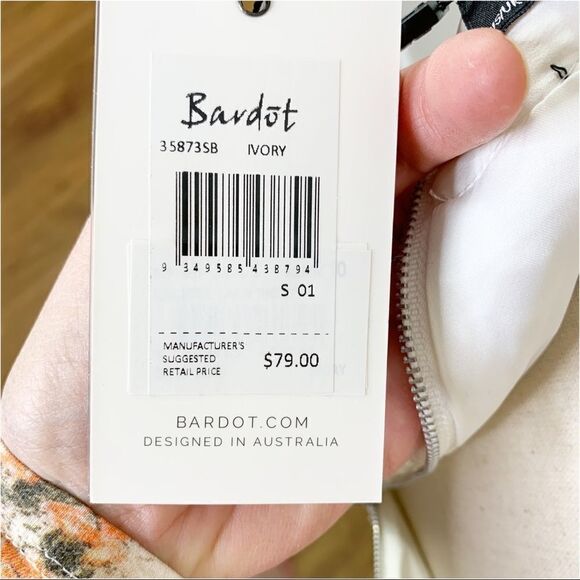 Bardot
35873SB IVORY
9 349585 438794
S 01
MANUFACTURER'S
SUGGESTED
RETAIL PRICE
$79.00
BARDOT.COM
DESIGNED IN AUSTRALIA